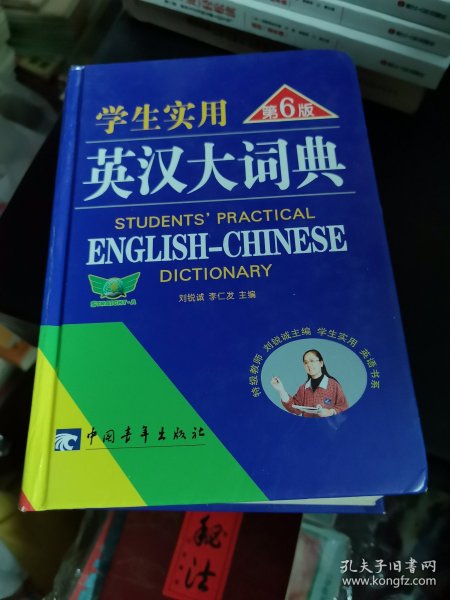 学生实用
第6版
英汉大词典
STUDENTS' PRACTICAL
ENGLISH-CHINESE
DICTIONARY
STRAIGHT-A
刘锐诚 李仁发 主编
特级教师 刘锐诚主编 学生实用 英语书系
中国青年出版社
秘法
孔夫子旧书网
www.kongfz.com